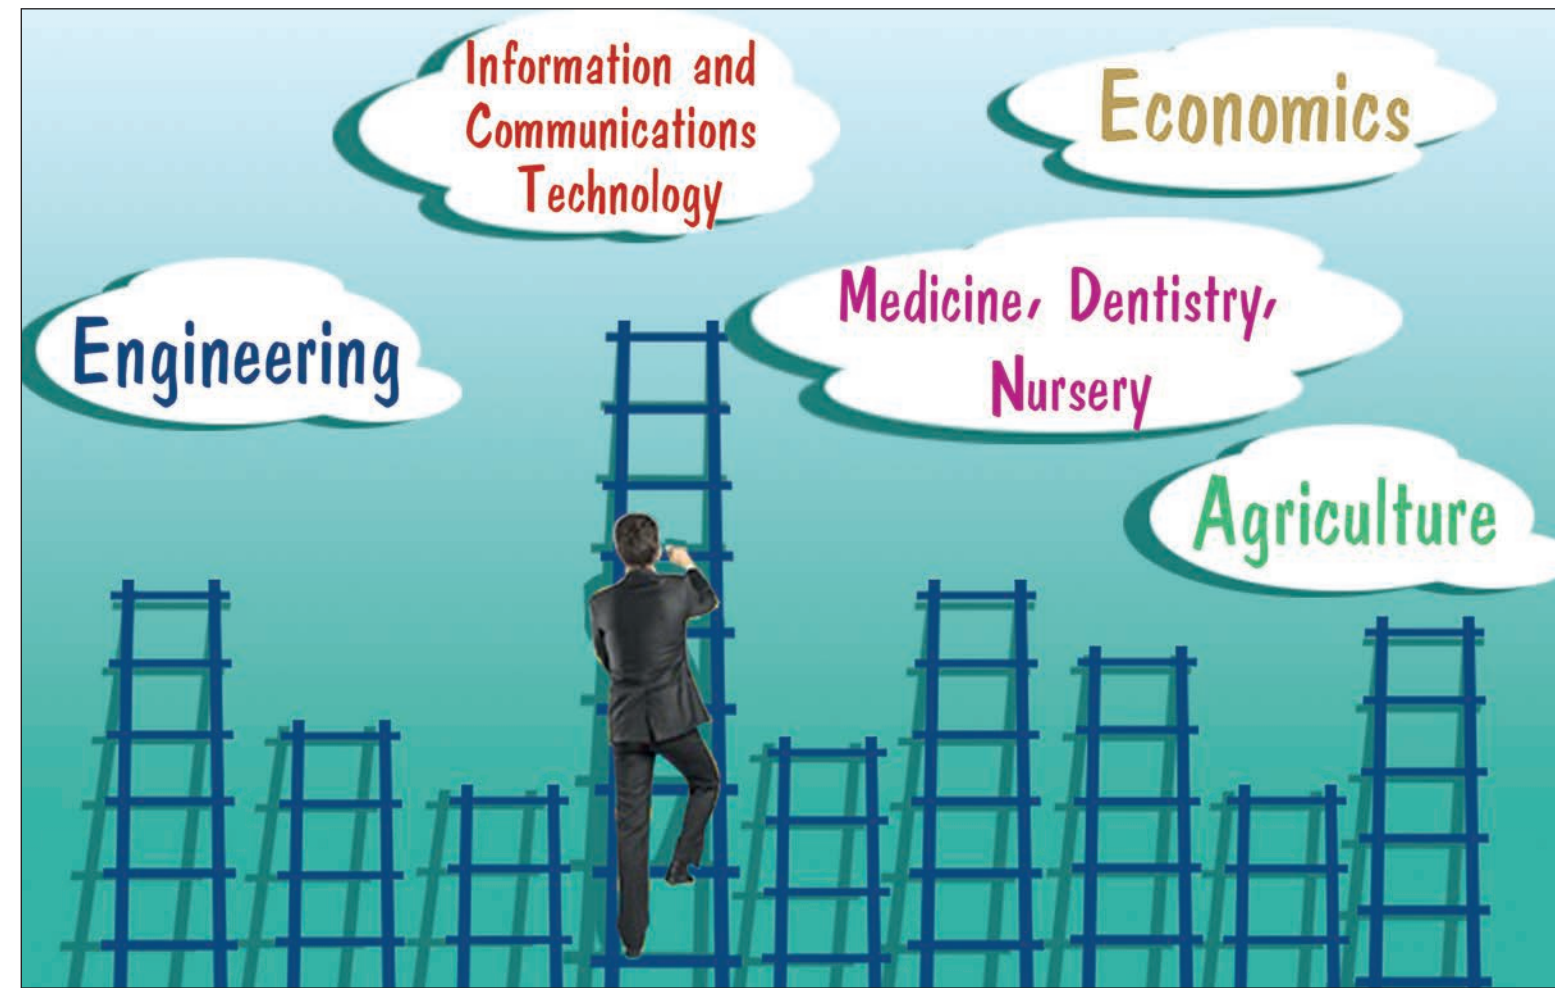 Information and
Communications
Technology
Economics
Engineering
Medicine, Dentistry,
Nursery
Agriculture